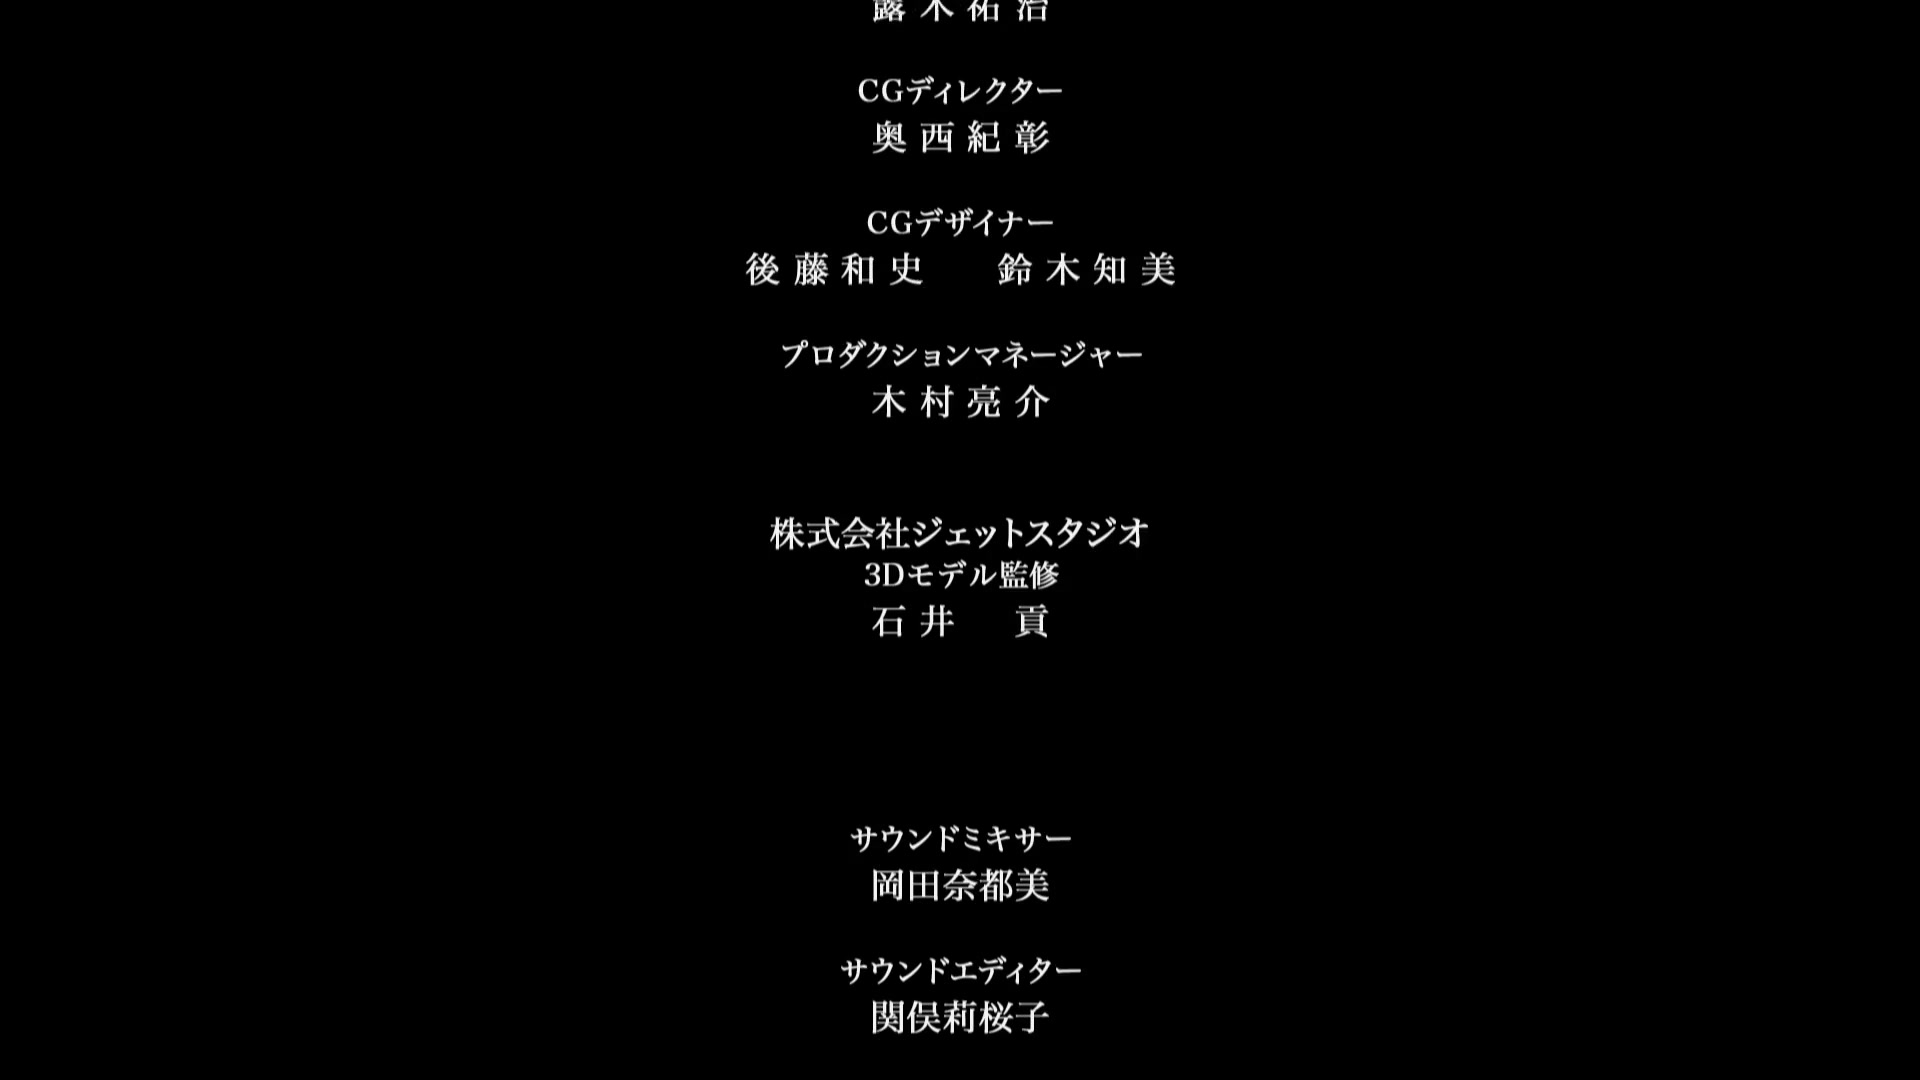 露木祐治
CGディレクター
奥西紀彰
CGデザイナー
後藤和史　鈴木知美
プロダクションマネージャー
木村亮介
株式会社ジェットスタジオ
3Dモデル監修
石井　貢
サウンドミキサー
岡田奈都美
サウンドエディター
関俣莉桜子